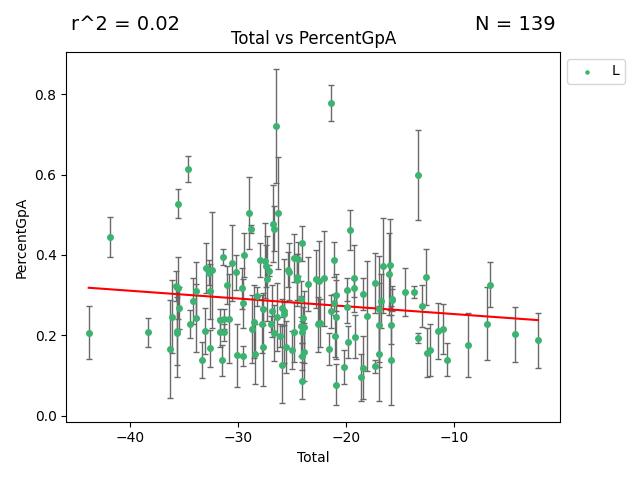 r^2 = 0.02
N = 139
Total vs PercentGpA
L
PercentGpA
0.8
0.6
0.4
0.2
0.0
−40
−30
−20
−10
Total